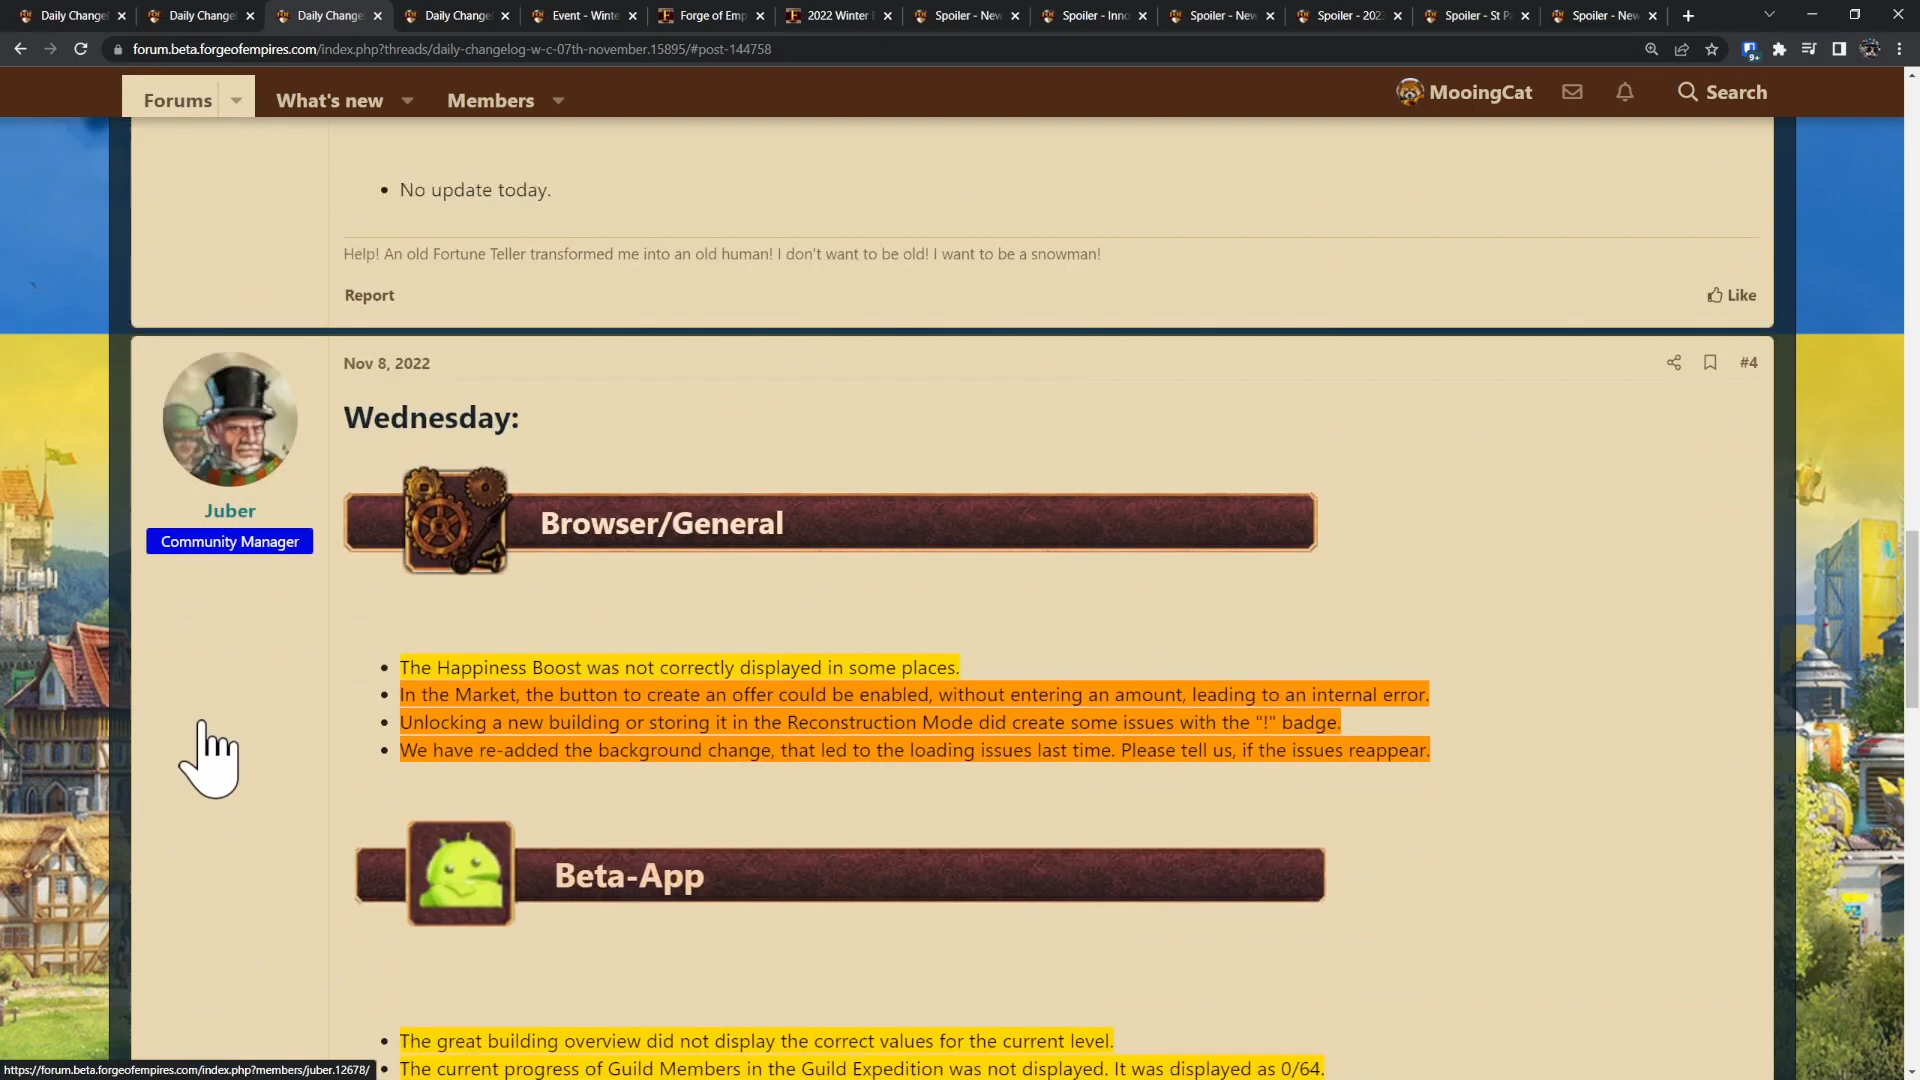 Daily Change
Daily Change
Daily Change
Daily Change
Event - Winte
Forge of Emp
2022 Winter E
Spoiler - New
Spoiler - Inno
Spoiler - New
Spoiler - 202
Spoiler - St Pa
Spoiler - New
forum.beta.forgeofempires.com/index.php?threads/daily-changelog-w-c-07th-november.15895/#post-144758
9+
Forums
What's new
Members
MooingCat
Search
• No update today.
Help! An old Fortune Teller transformed me into an old human! I don't want to be old! I want to be a snowman!
Report
Like
Nov 8, 2022
#4
Wednesday:
Juber
Community Manager
Browser/General
• The Happiness Boost was not correctly displayed in some places.
• In the Market, the button to create an offer could be enabled, without entering an amount, leading to an internal error.
• Unlocking a new building or storing it in the Reconstruction Mode did create some issues with the "!" badge.
• We have re-added the background change, that led to the loading issues last time. Please tell us, if the issues reappear.
Beta-App
• The great building overview did not display the correct values for the current level.
• The current progress of Guild Members in the Guild Expedition was not displayed. It was displayed as 0/64.
https://forum.beta.forgeofempires.com/index.php?members/juber.12678/